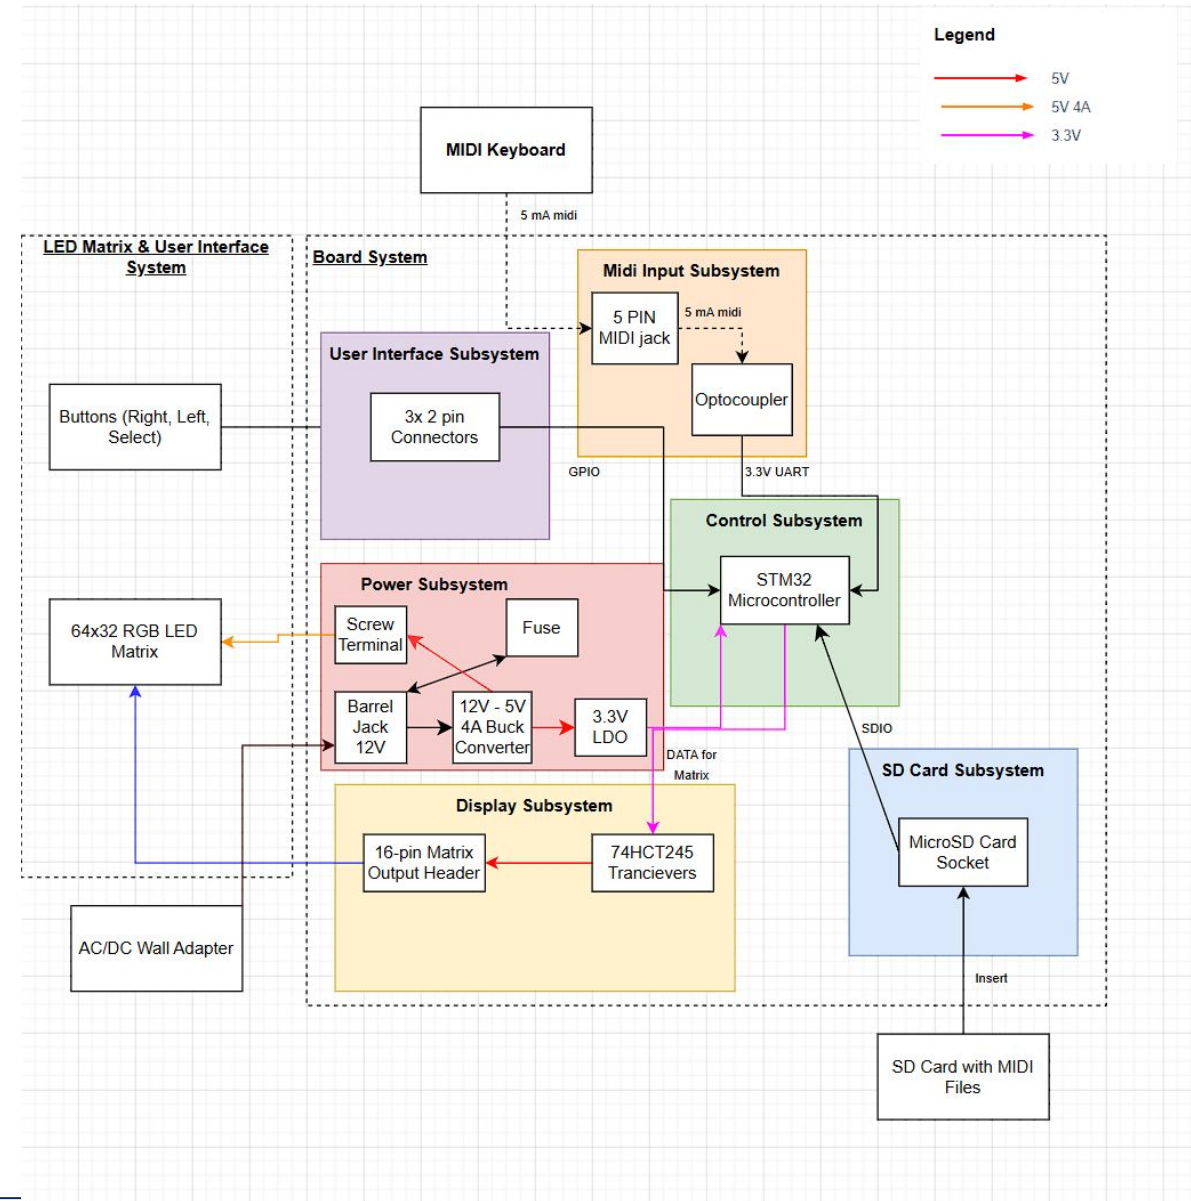 Legend
5V
5V 4A
3.3V
MIDI Keyboard
5 mA midi
LED Matrix & User Interface
System
Board System
Midi Input Subsystem
5 PIN
MIDI jack
5 mA midi
Optocoupler
User Interface Subsystem
3x 2 pin
Connectors
Buttons (Right, Left,
Select)
GPIO
3.3V UART
Control Subsystem
STM32
Microcontroller
Power Subsystem
Screw
Terminal
Fuse
64x32 RGB LED
Matrix
Barrel
Jack
12V
12V - 5V
4A Buck
Converter
3.3V
LDO
DATA for
Matrix
SDIO
SD Card Subsystem
MicroSD Card
Socket
Display Subsystem
16-pin Matrix
Output Header
74HCT245
Trancievers
AC/DC Wall Adapter
Insert
SD Card with MIDI
Files